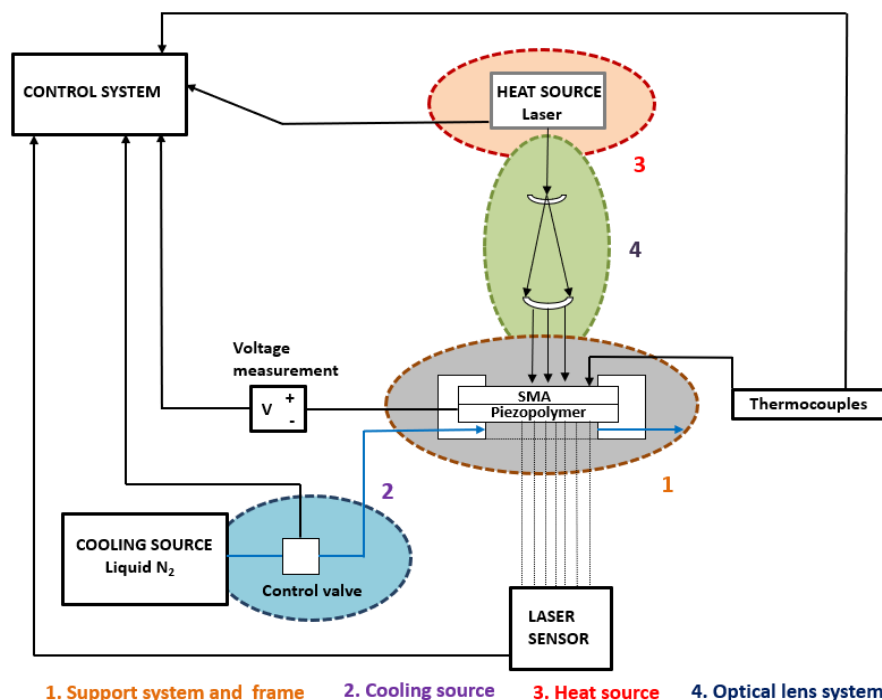 CONTROL SYSTEM
HEAT SOURCE
Laser
3
4
Voltage
measurement
V + -
SMA
Piezopolymer
Thermocouples
1
2
COOLING SOURCE
Liquid N₂
Control valve
LASER
SENSOR
1. Support system and frame 2. Cooling source 3. Heat source 4. Optical lens system